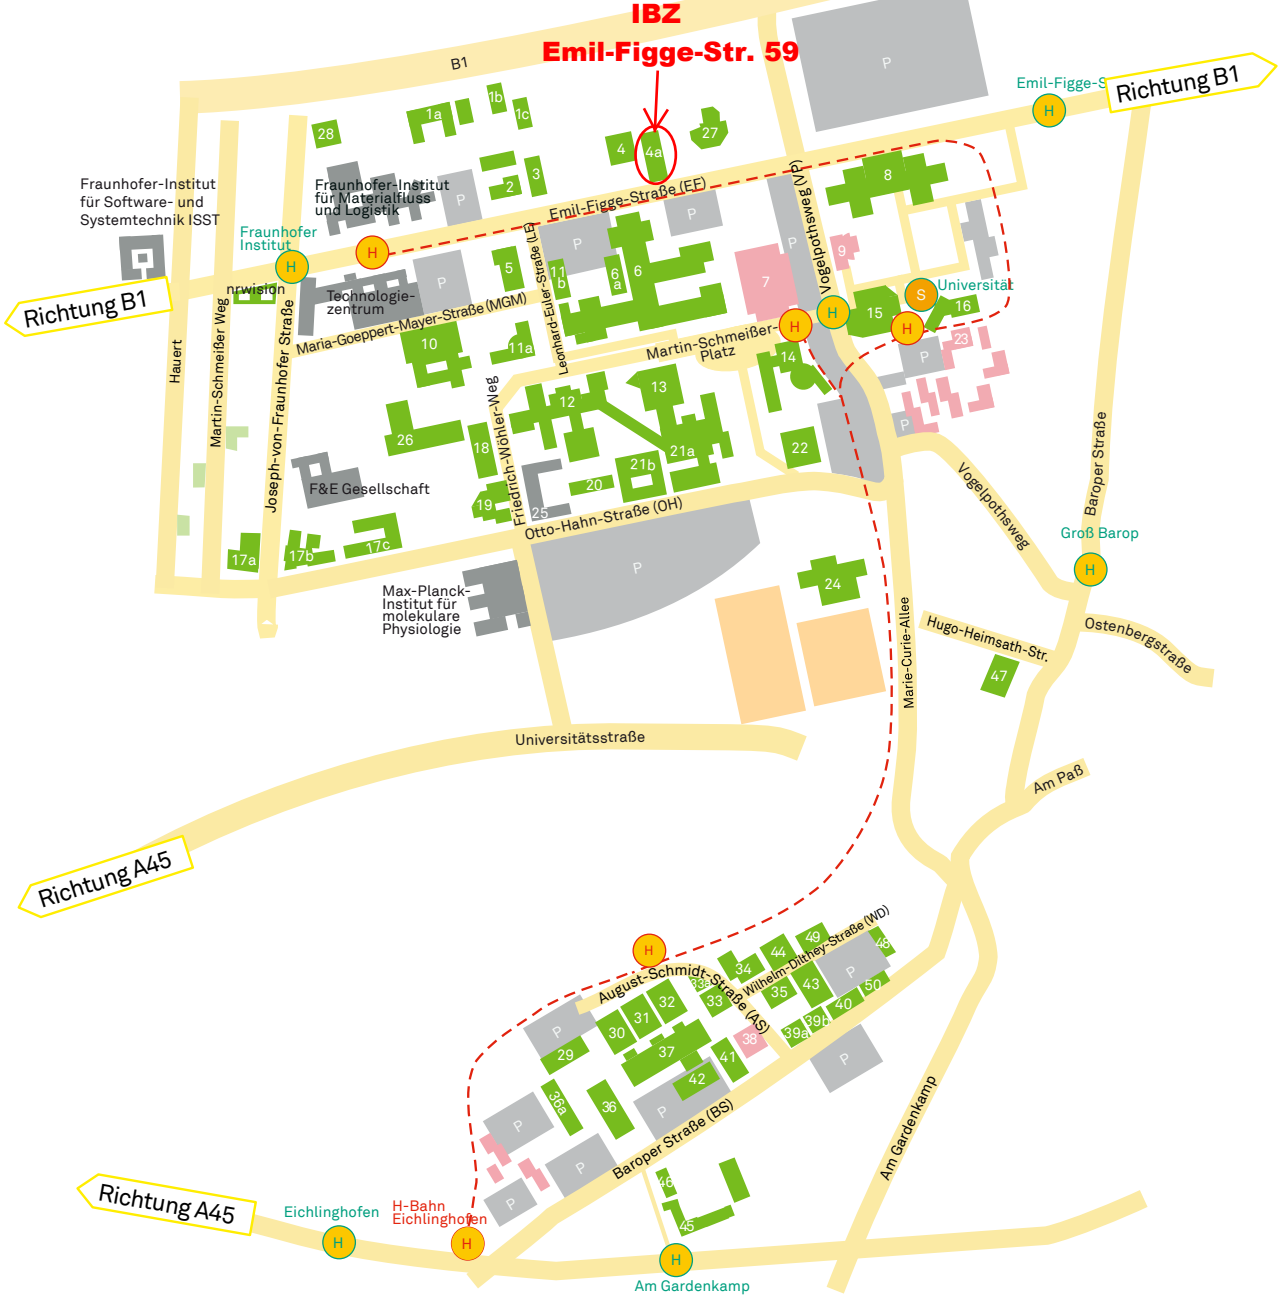 IBZ
Emil-Figge-Str. 59
B1
P
Emil-Figge-S
H
Richtung B1
28
1a
1b
1c
4
4a
27
2
3
P
8
Fraunhofer-Institut
für Software- und
Systemtechnik ISST
Fraunhofer-Institut
für Materialfluss
und Logistik
Emil-Figge-Straße (EF)
P
Vogelpothsweg (VP)
Fraunhofer
Institut
H
H
P
P
9
5
11
b
6
a
6
7
P
Leonhard-Euler-Straße (LE)
Universität
S
H
15
H
16
H
nrwision
Technologie-
zentrum
Richtung B1
Maria-Goeppert-Mayer-Straße (MGM)
10
11a
Martin-Schmeißer-
Platz
14
P
23
Hauert
Martin-Schmeißer Weg
Joseph-von-Fraunhofer Straße
Friedrich-Wöhler-Weg
12
13
26
18
21a
21b
22
P
F&E Gesellschaft
19
20
25
Otto-Hahn-Straße (OH)
Vogelpothsweg
Baroper Straße
17a
17b
17c
P
Groß Barop
H
24
Max-Planck-
Institut für
molekulare
Physiologie
Marie-Curie-Allee
Hugo-Heimsath-Str.
Ostenbergstraße
47
Universitätsstraße
Am Paß
Richtung A45
H
August-Schmidt-Straße (AS)
Wilhelm-Dilthey-Straße (WD)
49
48
44
34
33a
33
35
43
50
P
40
39b
39a
38
32
31
30
P
29
37
41
42
P
P
36a
36
P
P
P
Baroper Straße (BS)
Am Gardenkamp
46
45
Richtung A45
Eichlinghofen
H
H-Bahn
Eichlinghofen
H
H
Am Gardenkamp